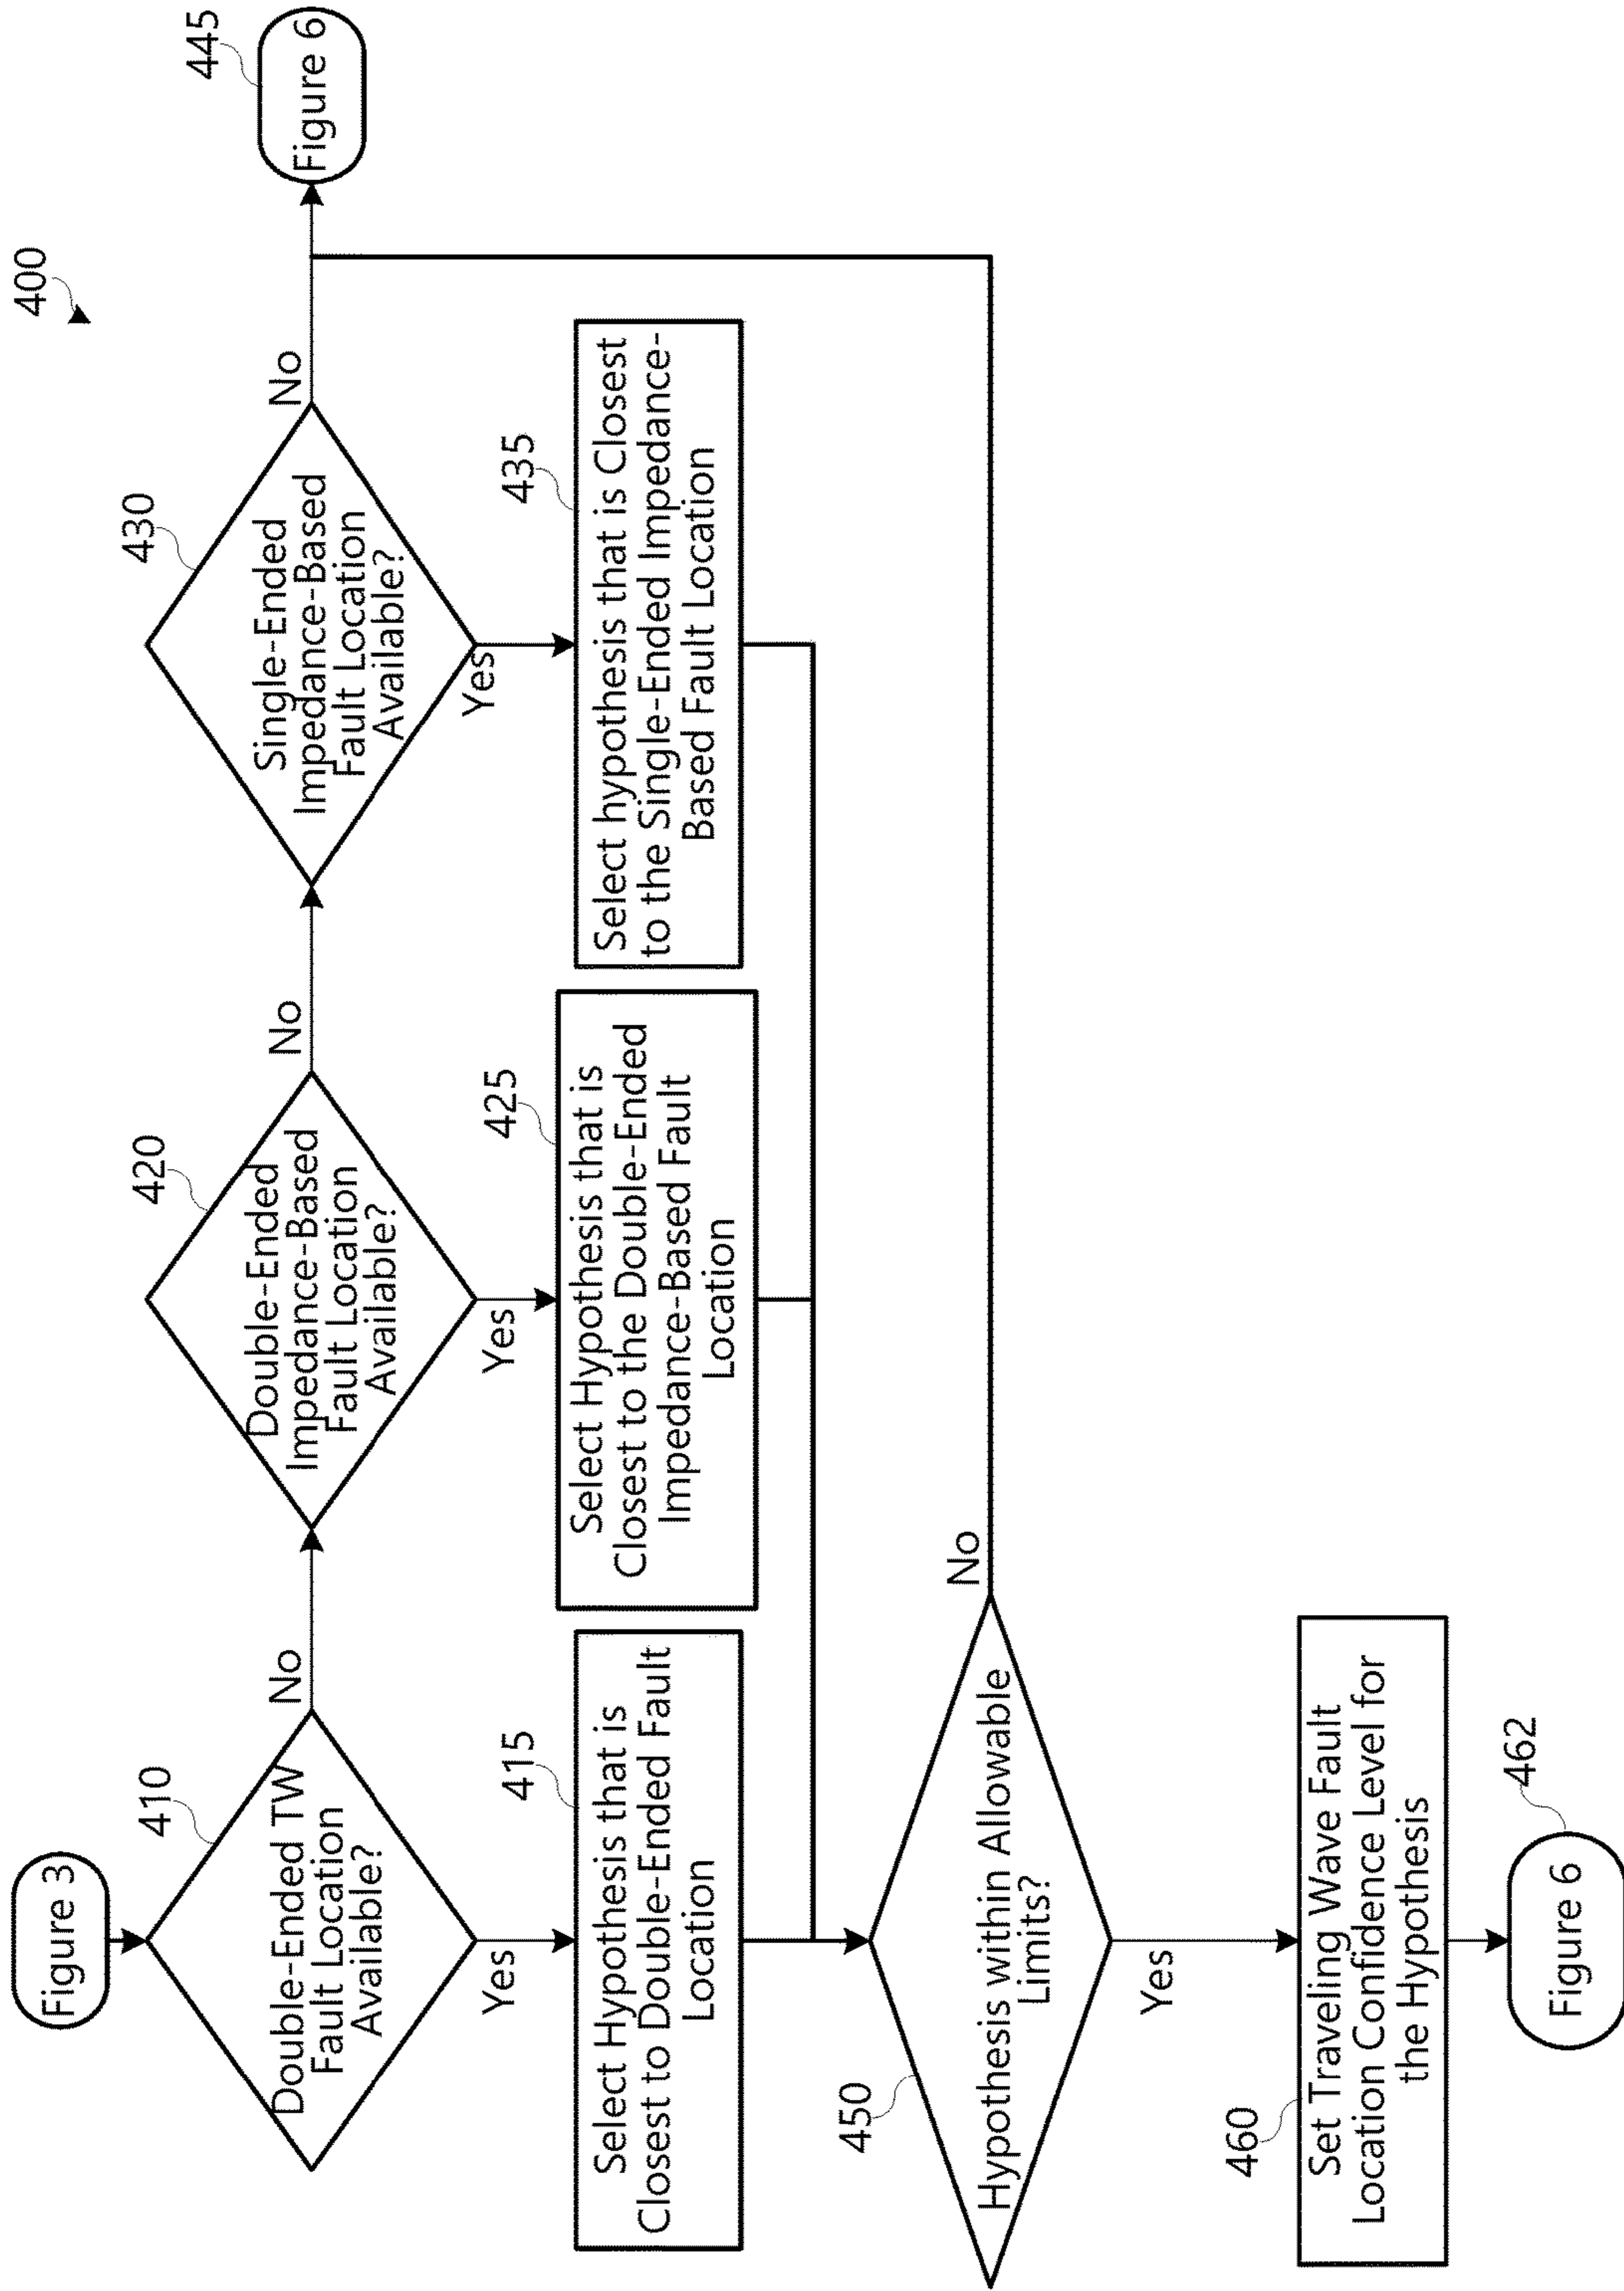 400
Figure 3
410
Double-Ended TW
Fault Location
Available?
No
Yes
420
Double-Ended
Impedance-Based
Fault Location
Available?
No
Yes
430
Single-Ended
Impedance-Based
Fault Location
Available?
No
Yes
445
Figure 6
415
Select Hypothesis that is
Closest to Double-Ended Fault
Location
425
Select Hypothesis that is
Closest to the Double-Ended
Impedance-Based Fault
Location
435
Select hypothesis that is Closest
to the Single-Ended Impedance-
Based Fault Location
450
Hypothesis within Allowable
Limits?
No
Yes
460
Set Traveling Wave Fault
Location Confidence Level for
the Hypothesis
462
Figure 6